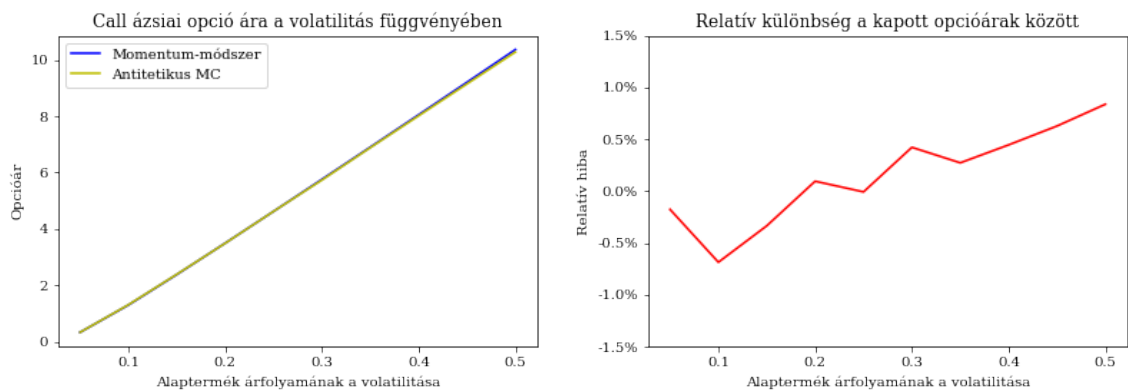 Call ázsiai opció ára a volatilitás függvényében
Momentum-módszer
Antitetikus MC
Opcióár
10
8
6
4
2
0
0.1
0.2
0.3
0.4
0.5
Alaptermék árfolyamának a volatilitása
Relatív különbség a kapott opcióárak között
Relatív hiba
1.5%
1.0%
0.5%
0.0%
-0.5%
-1.0%
-1.5%
0.1
0.2
0.3
0.4
0.5
Alaptermék árfolyamának a volatilitása